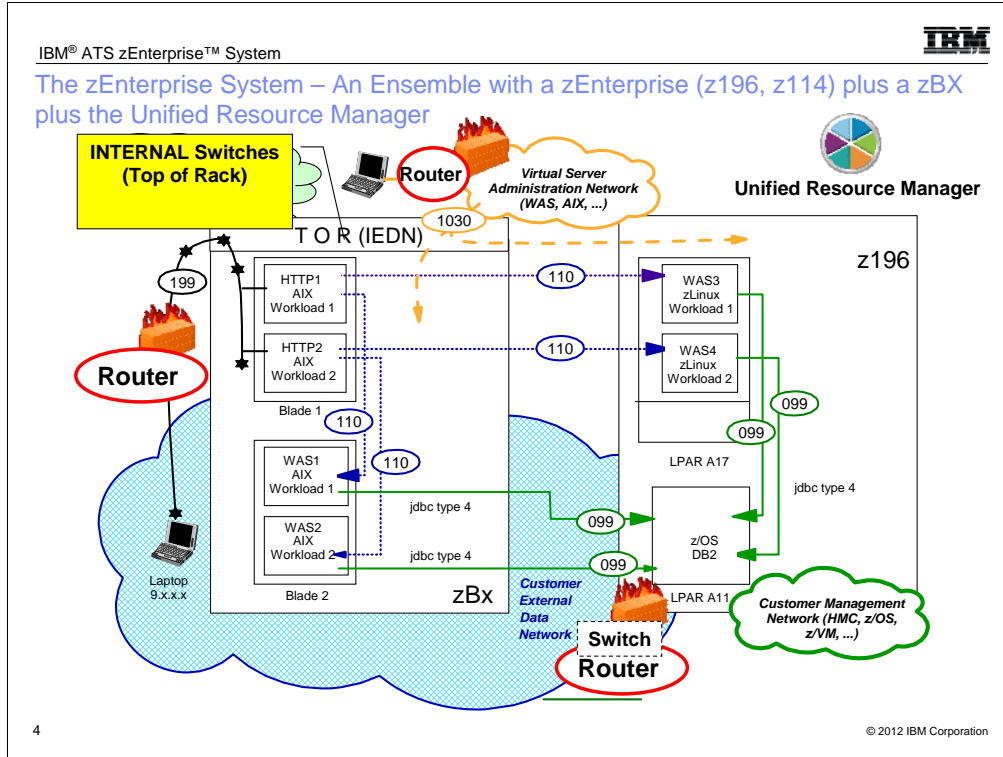 IBM® ATS zEnterprise™ System
IBM
The zEnterprise System – An Ensemble with a zEnterprise (z196, z114) plus a zBX
plus the Unified Resource Manager
INTERNAL Switches
(Top of Rack)
Router
Virtual Server
Administration Network
(WAS, AIX, ...)
Unified Resource Manager
1030
T O R (IEDN)
z196
199
HTTP1
AIX
Workload 1
110
WAS3
zLinux
Workload 1
HTTP2
AIX
Workload 2
110
WAS4
zLinux
Workload 2
Router
Blade 1
110
099
099
110
WAS1
AIX
Workload 1
LPAR A17
jdbc type 4
jdbc type 4
099
WAS2
AIX
Workload 2
z/OS
DB2
jdbc type 4
099
Laptop
9.x.x.x
Blade 2
zBx
Customer
External
Data
Network
LPAR A11
Customer Management
Network (HMC, z/OS,
z/VM, ...)
Switch
Router
4
© 2012 IBM Corporation